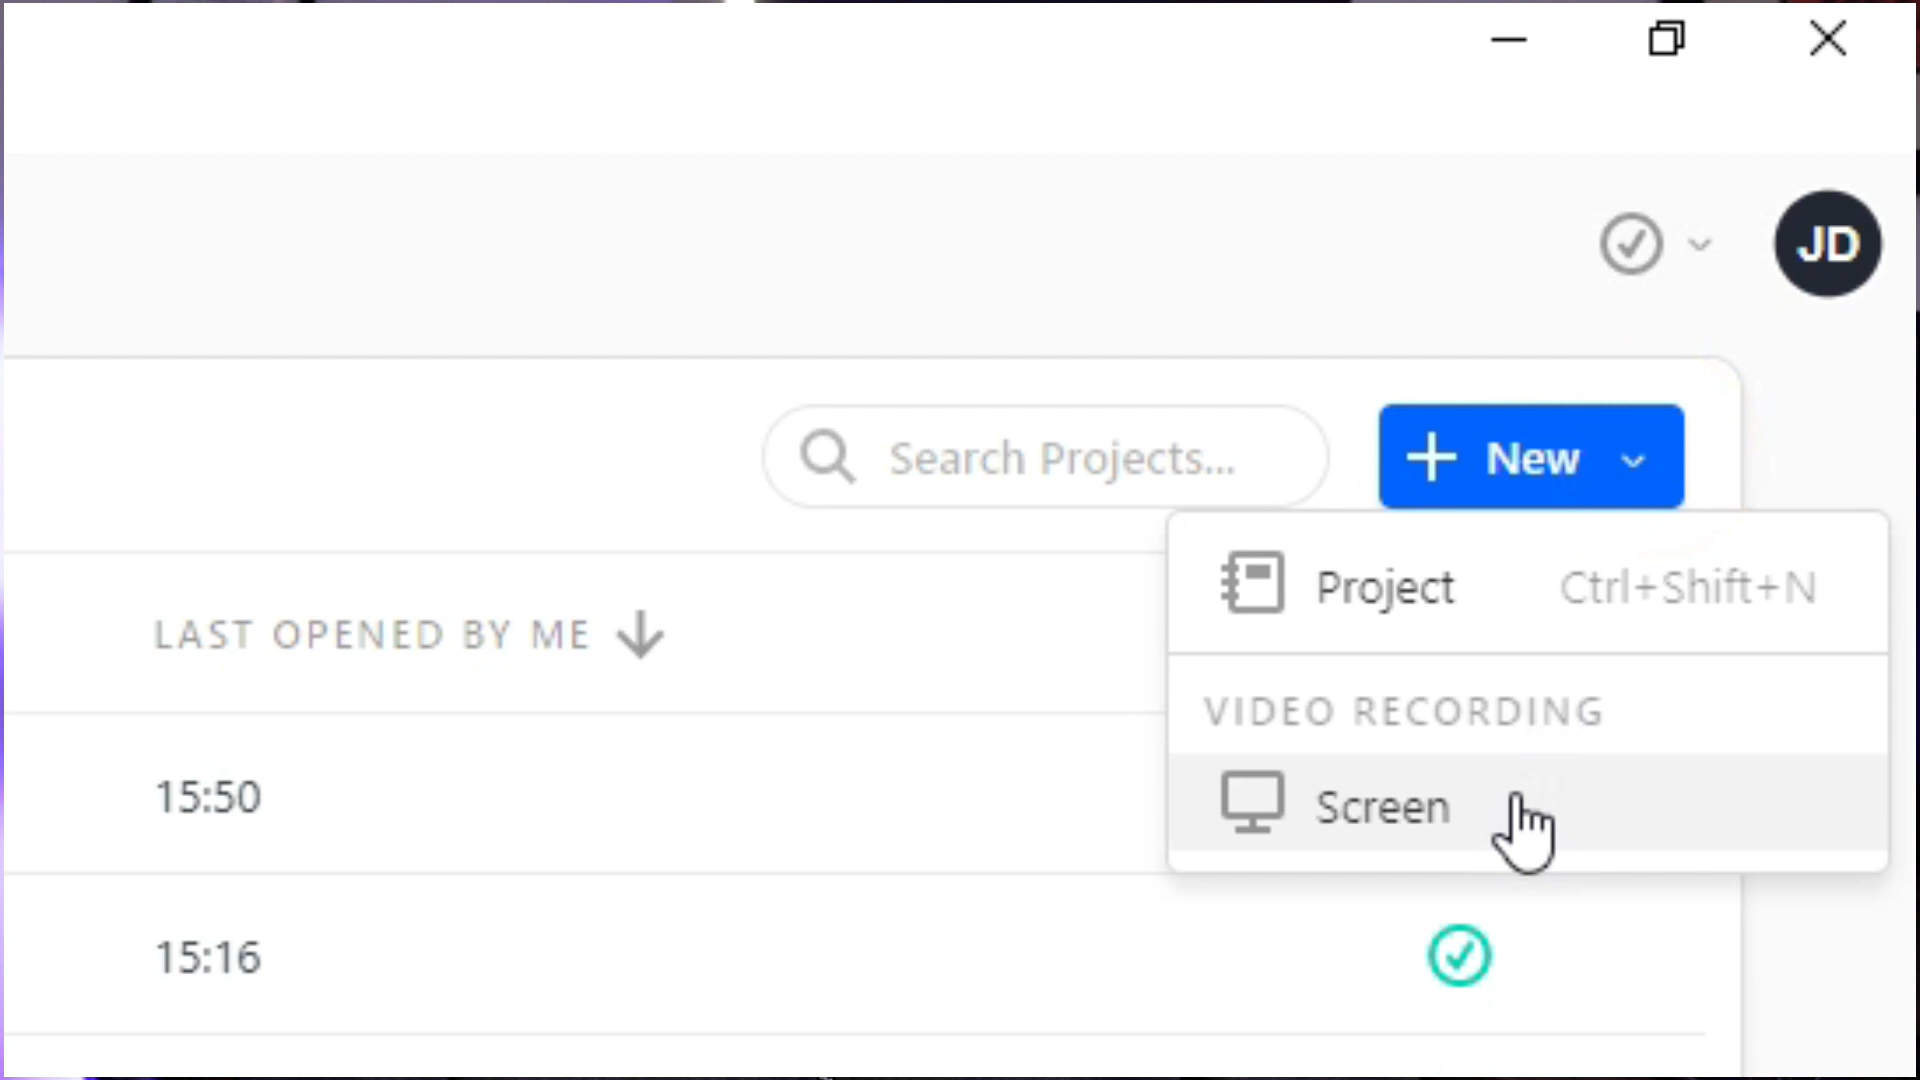 JD
Search Projects...
New
Project Ctrl+Shift+N
LAST OPENED BY ME
VIDEO RECORDING
15:50
Screen
15:16